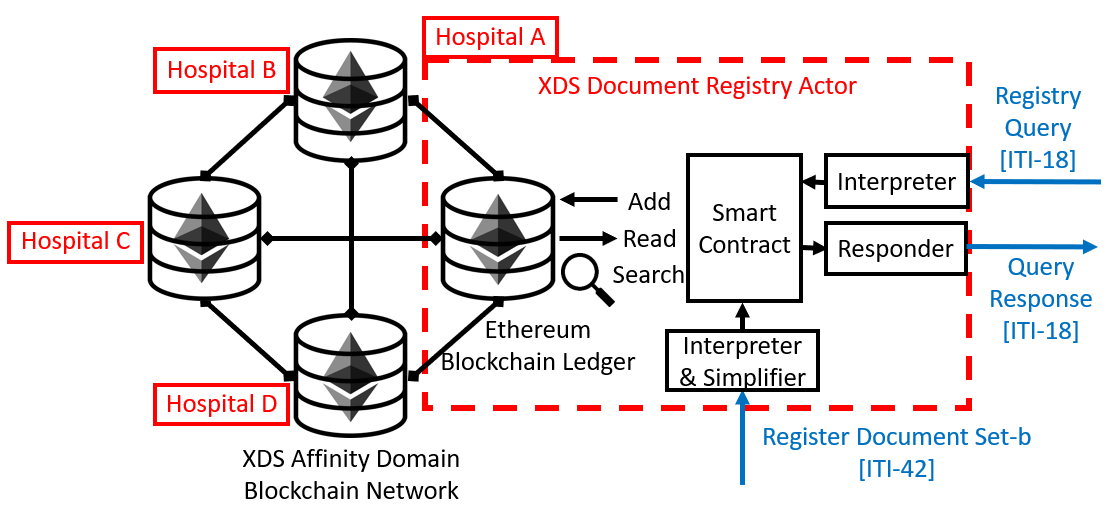 Hospital A
Hospital B
XDS Document Registry Actor
Registry
Query
[ITI-18]
Interpreter
Smart
Contract
Add
Read
Search
Responder
Hospital C
Query
Response
[ITI-18]
Ethereum
Blockchain Ledger
Interpreter
& Simplifier
Hospital D
Register Document Set-b
[ITI-42]
XDS Affinity Domain
Blockchain Network